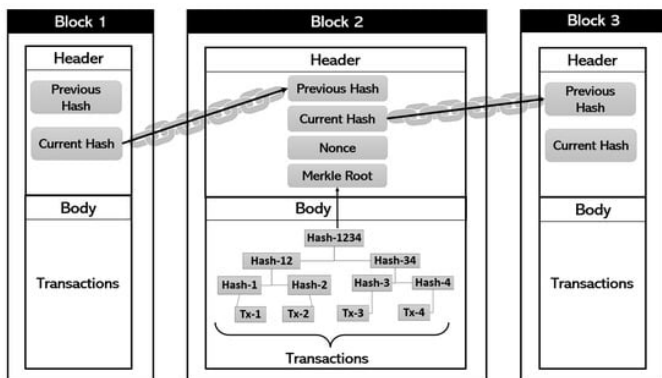 Block 1
Header
Previous
Hash
Current Hash
Body
Transactions
Block 2
Header
Previous Hash
Current Hash
Nonce
Merkle Root
Body
Hash-1234
Hash-12 Hash-34
Hash-1 Hash-2 Hash-3 Hash-4
Tx-1 Tx-2 Tx-3 Tx-4
Transactions
Block 3
Header
Previous
Hash
Current Hash
Body
Transactions